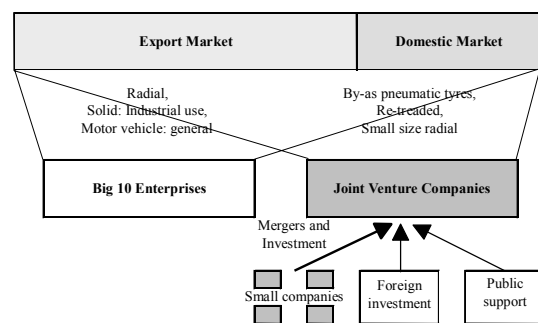 Export Market
Domestic Market
Radial,
Solid: Industrial use,
Motor vehicle: general
By-as pneumatic tyres,
Re-treaded,
Small size radial
Big 10 Enterprises
Joint Venture Companies
Mergers and
Investment
Small companies
Foreign
investment
Public
support